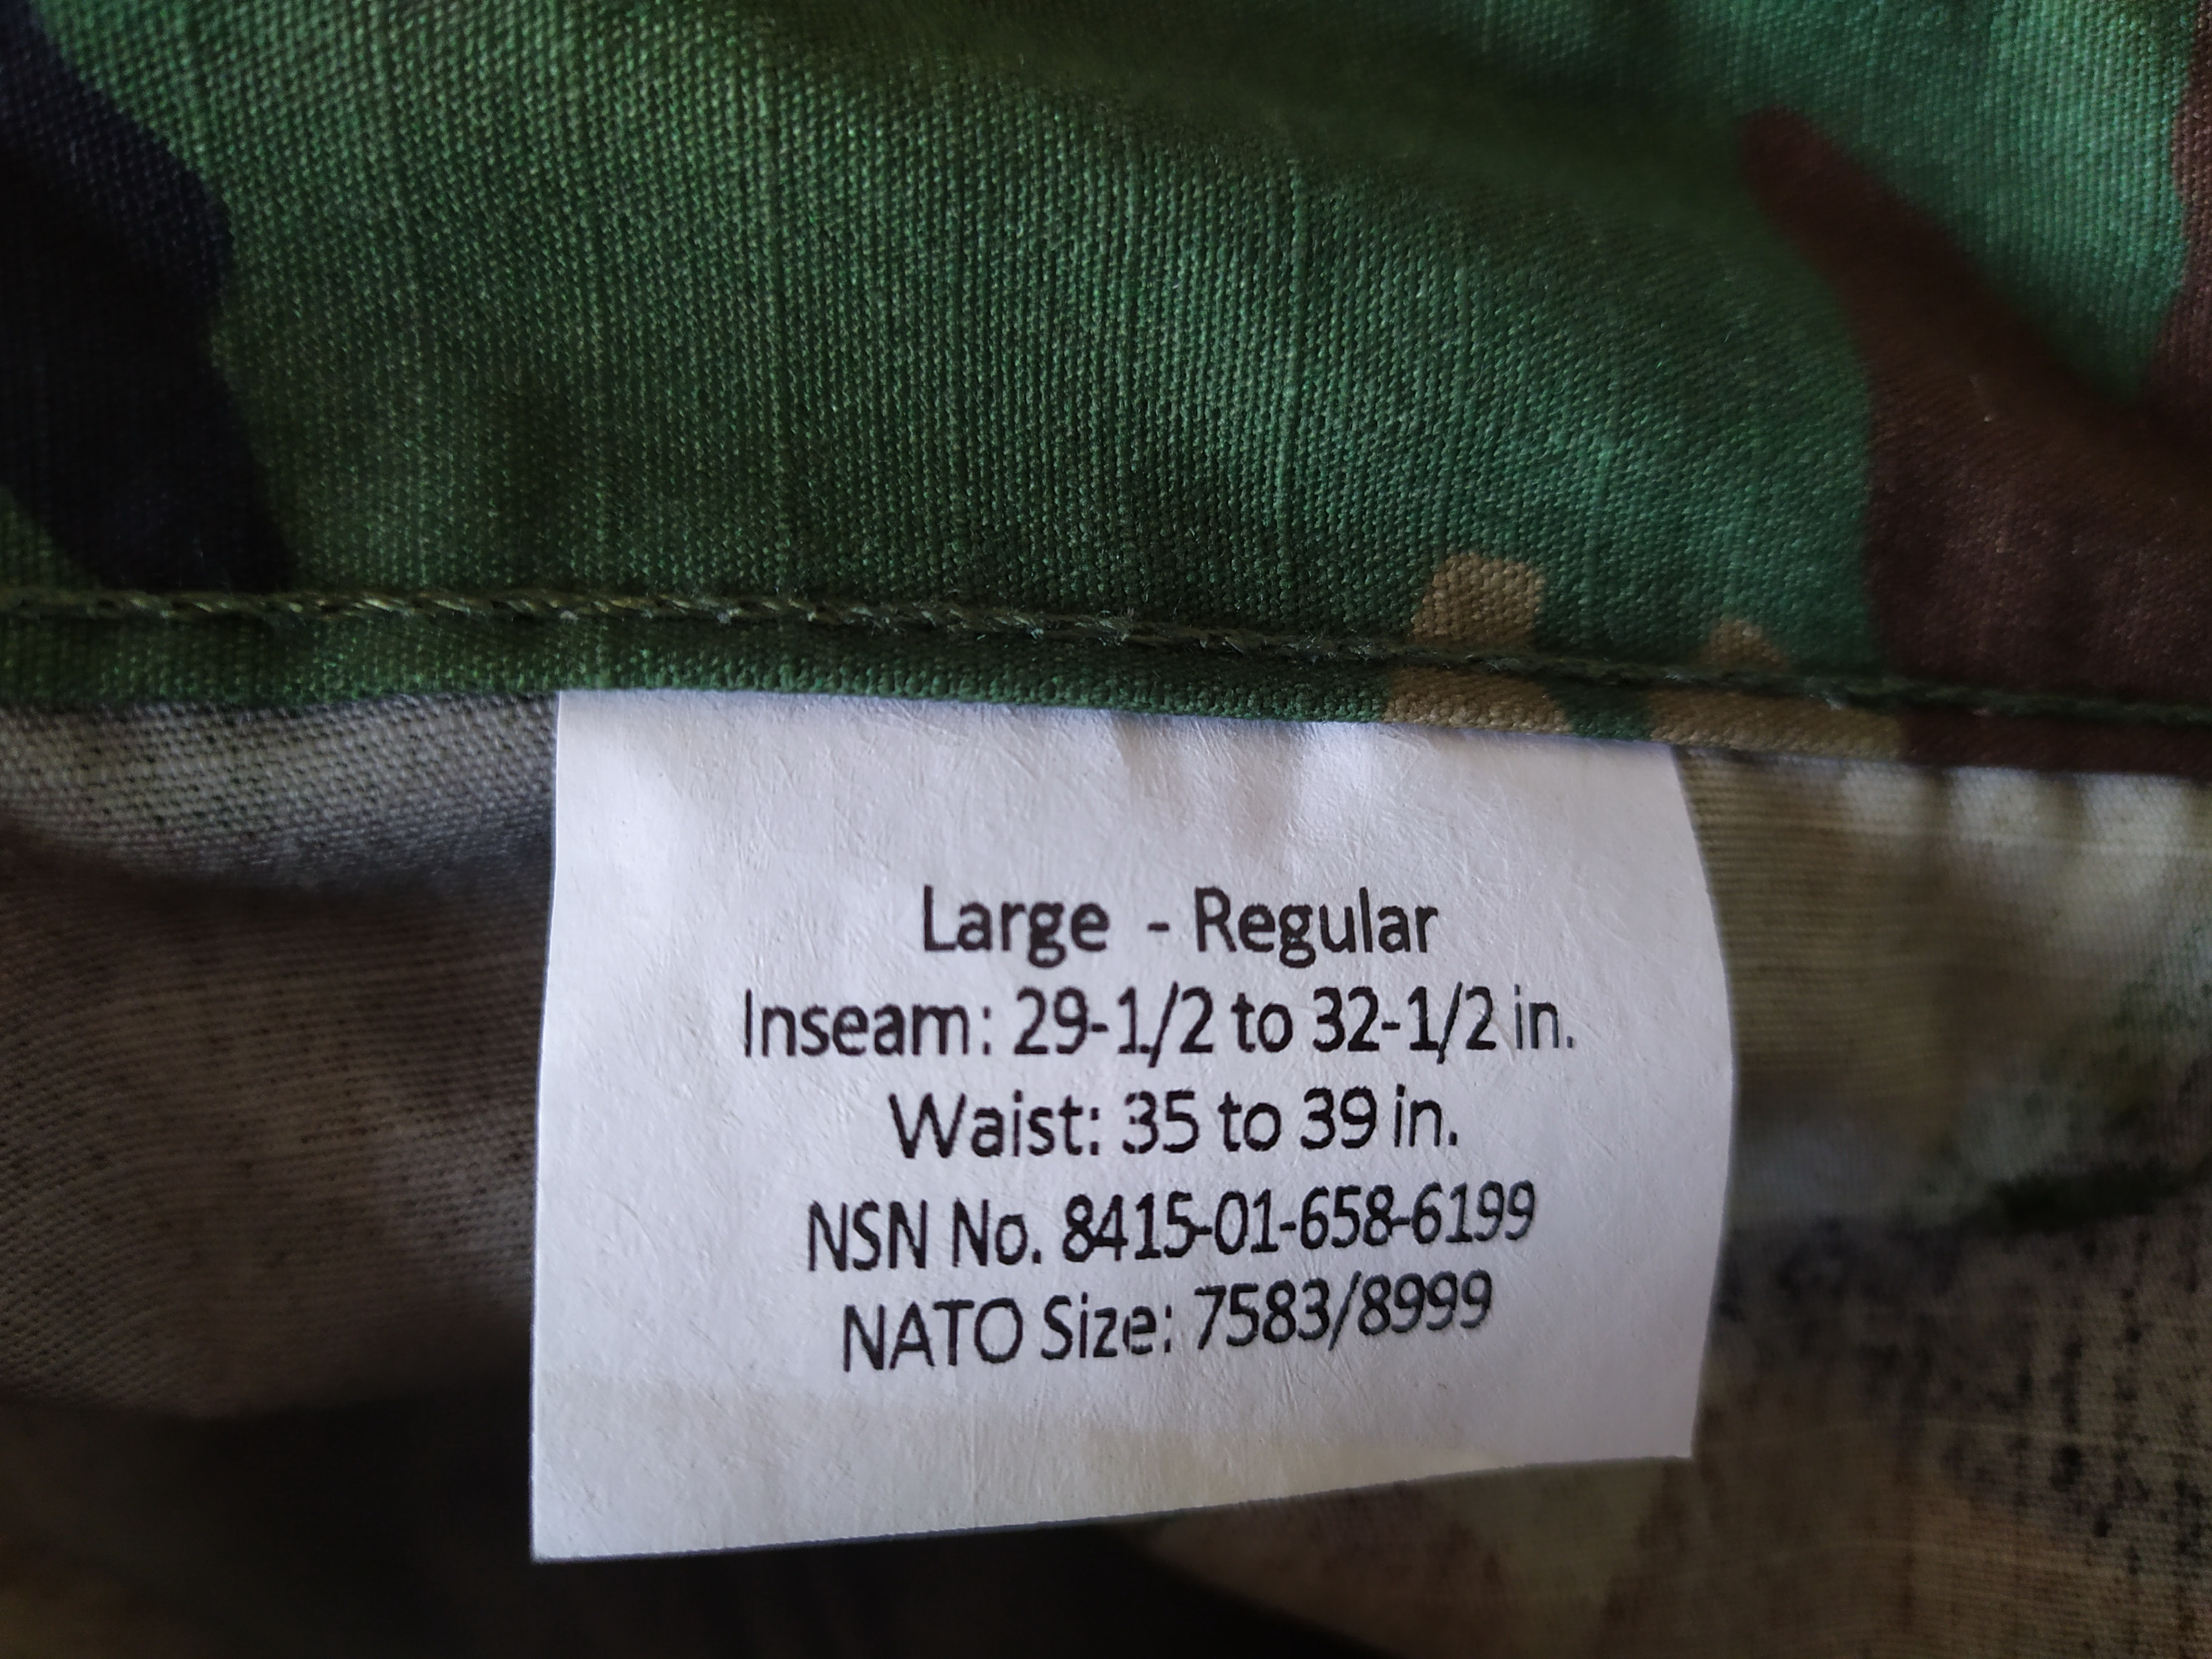 Large - Regular
Inseam: 29-1/2 to 32-1/2 in.
Waist: 35 to 39 in.
NSN No. 8415-01-658-6199
NATO Size: 7583/8999